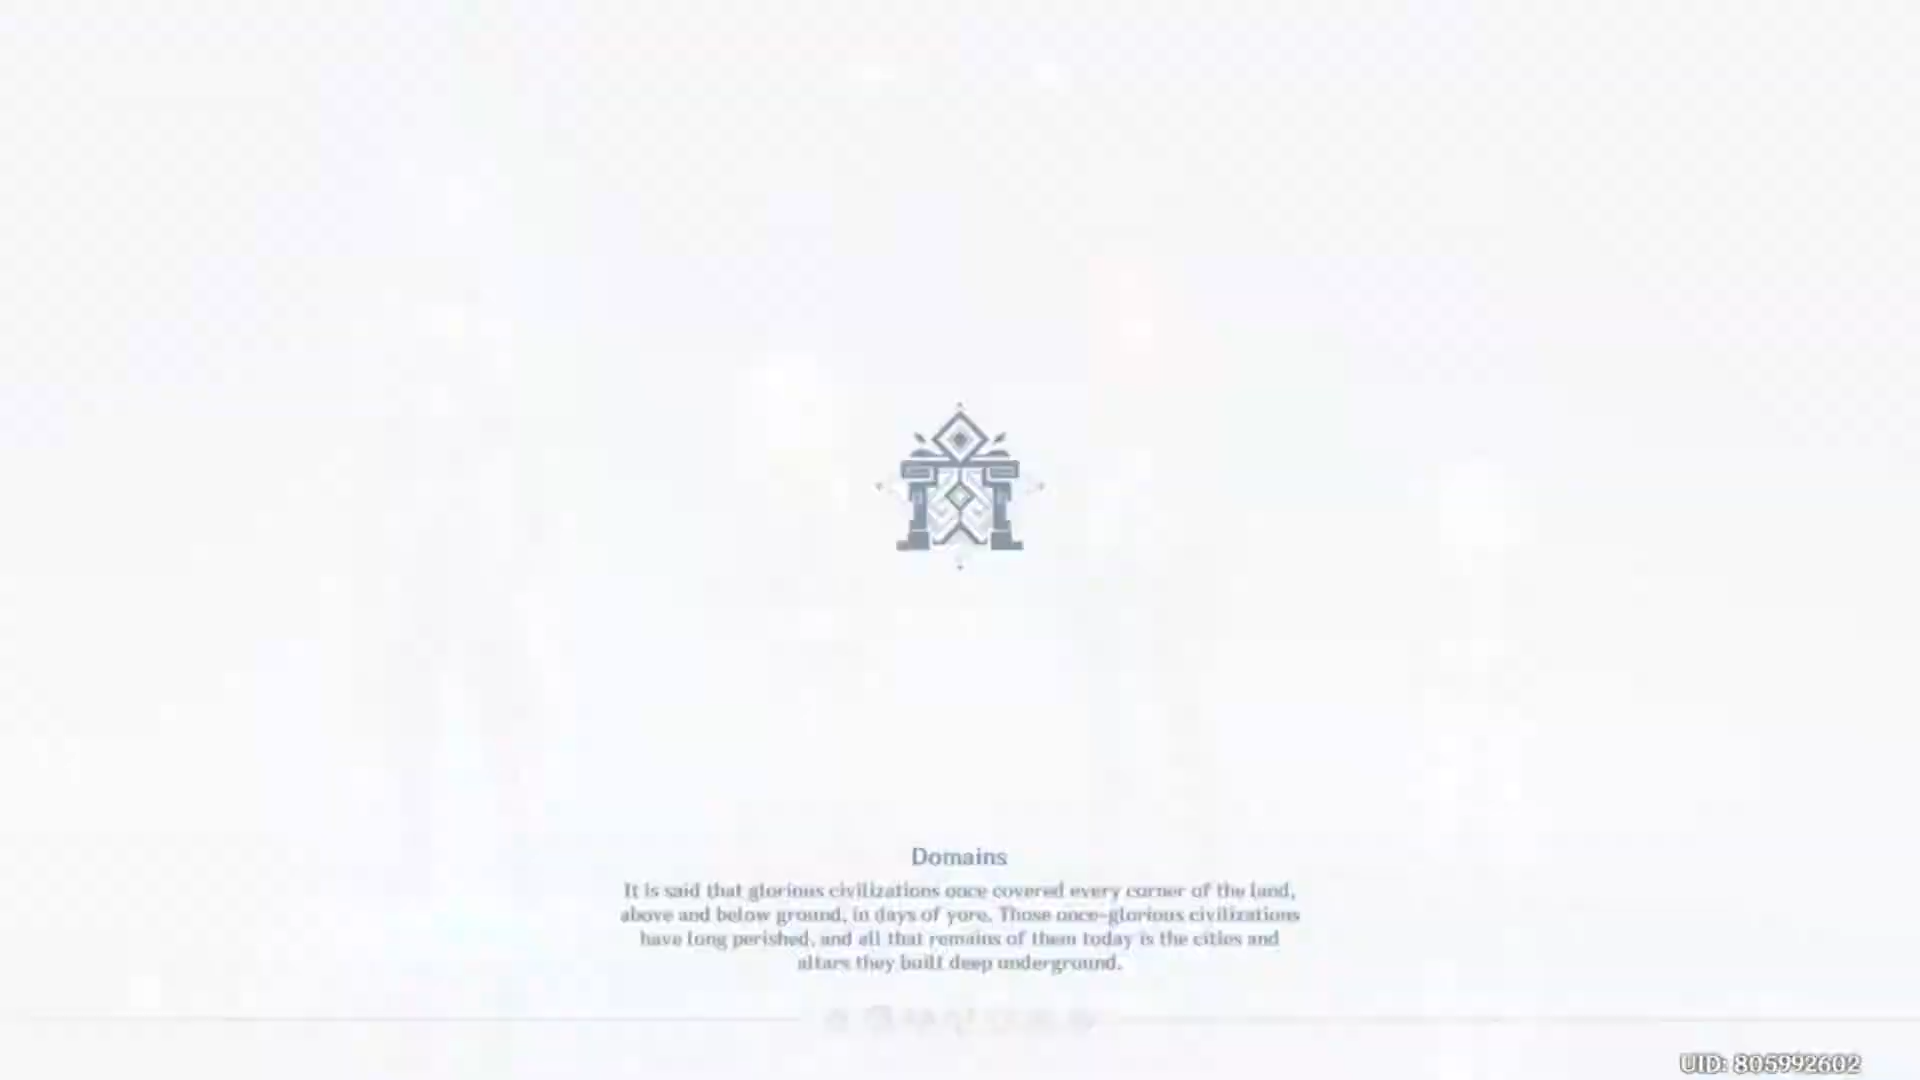 Domains
It is said that glorious civilizations once covered every corner of the land,
above and below ground, in days of yore. Those once-glorious civilizations
have long perished, and all that remains of them today is the cities and
altars they built deep underground.
UID: 805992602